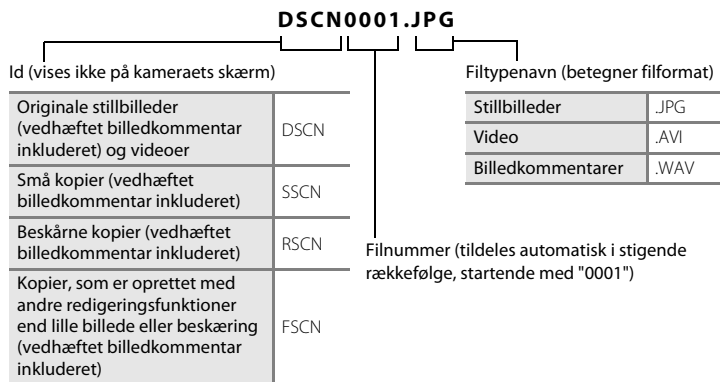 DSCN0001.JPG
Id (vises ikke på kameraets skærm)
Originale stillbilleder
(vedhæftet billedkommentar
inkluderet) og videoer
DSCN
Små kopier (vedhæftet
billedkommentar inkluderet)
SSCN
Beskårne kopier (vedhæftet
billedkommentar inkluderet)
RSCN
Kopier, som er oprettet med
andre redigeringsfunktioner
end lille billede eller beskæring
(vedhæftet billedkommentar
inkluderet)
FSCN
Filtypenavn (betegner filformat)
Stillbilleder .JPG
Video .AVI
Billedkommentarer .WAV
Filnummer (tildeles automatisk i stigende
rækkefølge, startende med "0001")